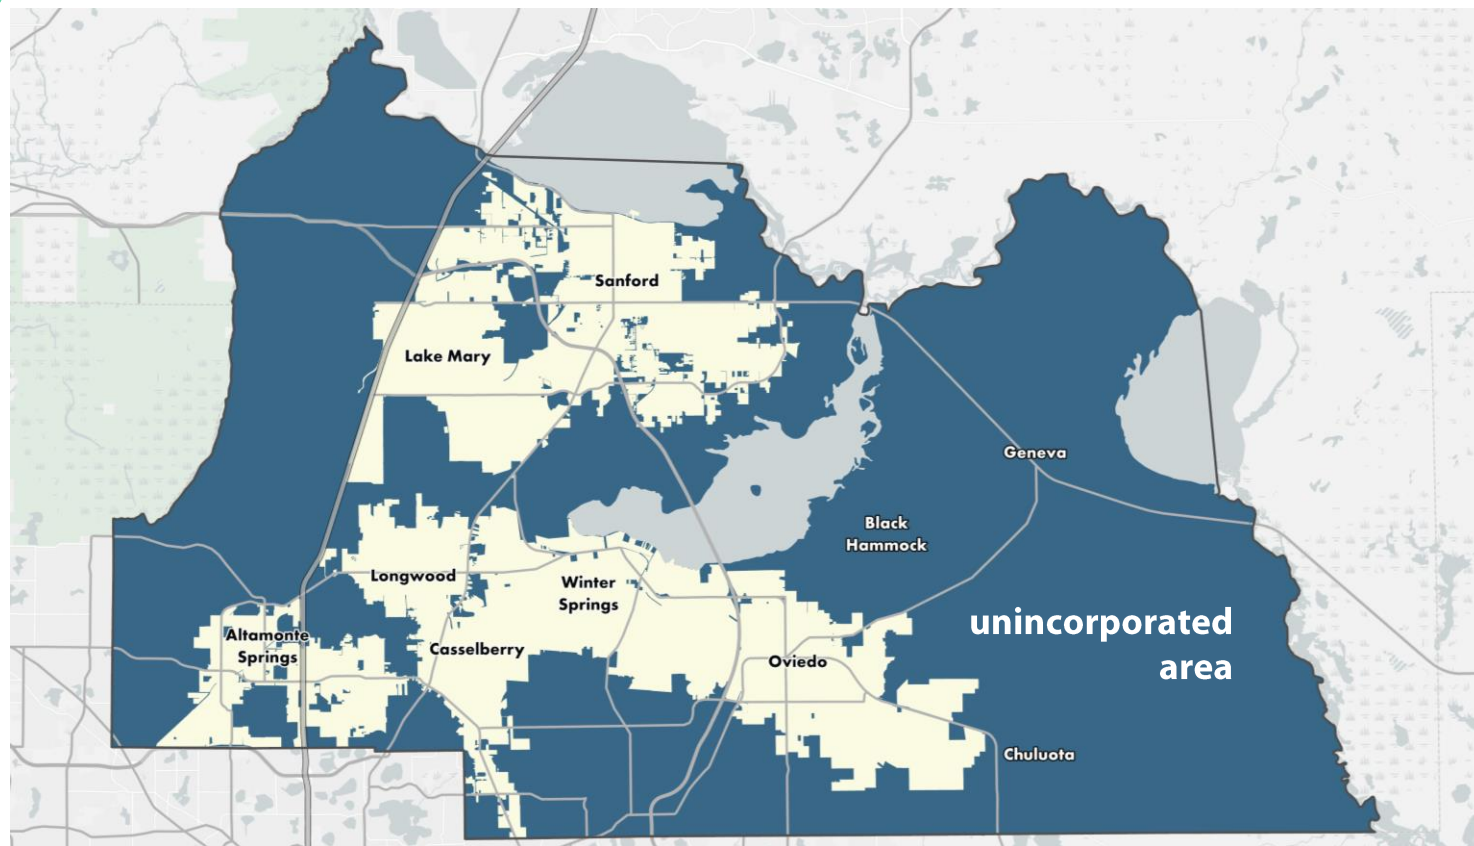 Sanford
Lake Mary
Geneva
Black
Hammock
Longwood
Winter
Springs
unincorporated
area
Altamonte
Springs
Casselberry
Oviedo
Chuluota